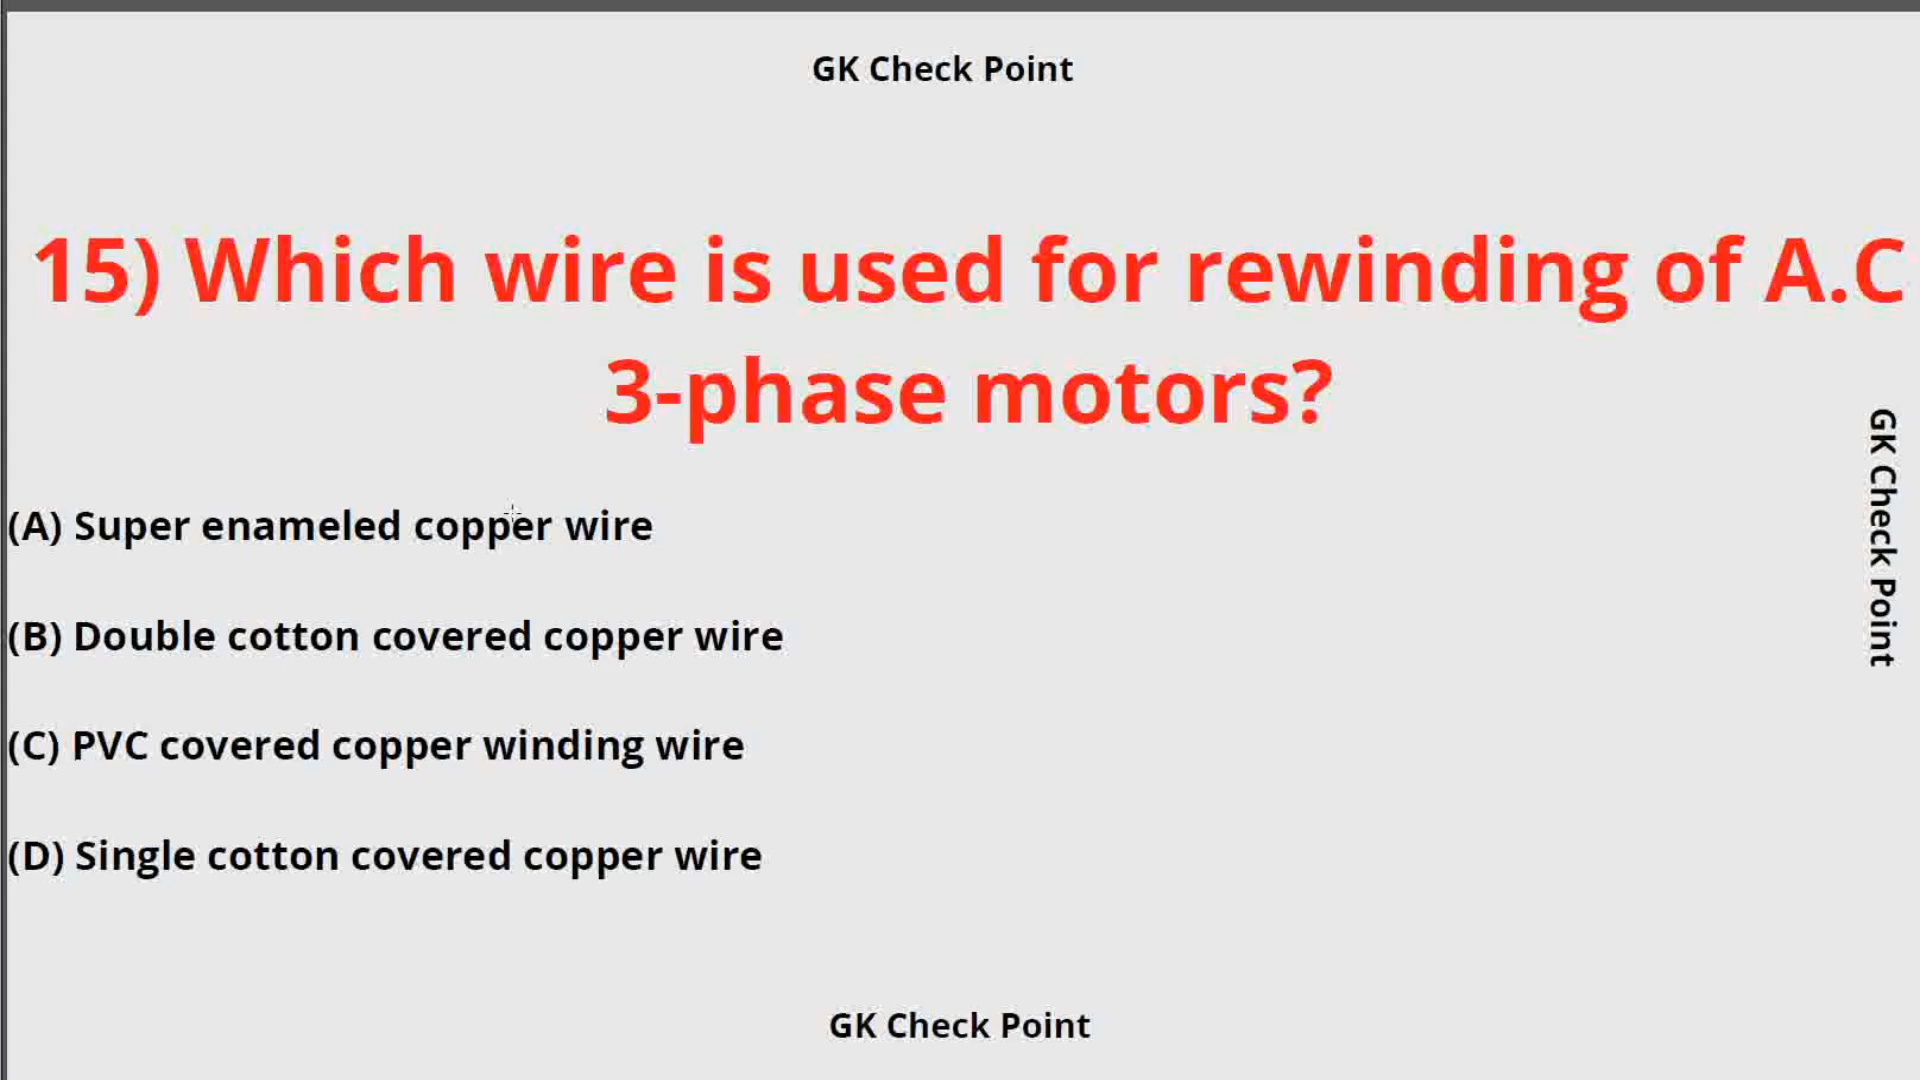 GK Check Point
15) Which wire is used for rewinding of A.C
3-phase motors?
GK Check Point
(A) Super enameled copper wire
(B) Double cotton covered copper wire
(C) PVC covered copper winding wire
(D) Single cotton covered copper wire
GK Check Point